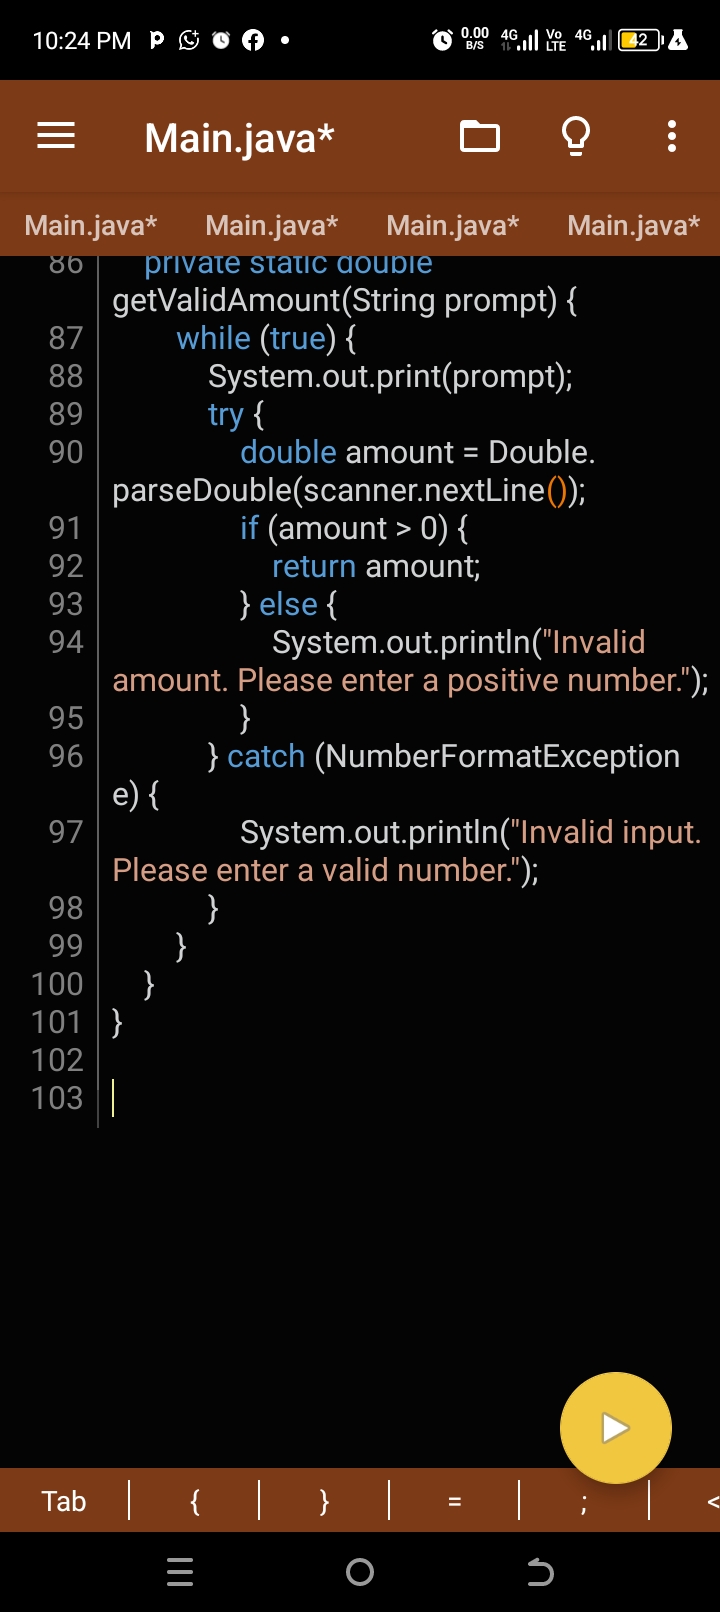 10:24 PM
0.00 B/S 4G Vo LTE 4G 42
Main.java*
Main.java* Main.java* Main.java* Main.java*
86 private static double
getValidAmount(String prompt) {
87 while (true) {
88 System.out.print(prompt);
89 try {
90 double amount = Double.
parseDouble(scanner.nextLine());
91 if (amount > 0) {
92 return amount;
93 } else {
94 System.out.println("Invalid
amount. Please enter a positive number.");
95 }
96 } catch (NumberFormatException
e) {
97 System.out.println("Invalid input.
Please enter a valid number.");
98 }
99 }
100 }
101 }
102
103
Tab { } = ; <